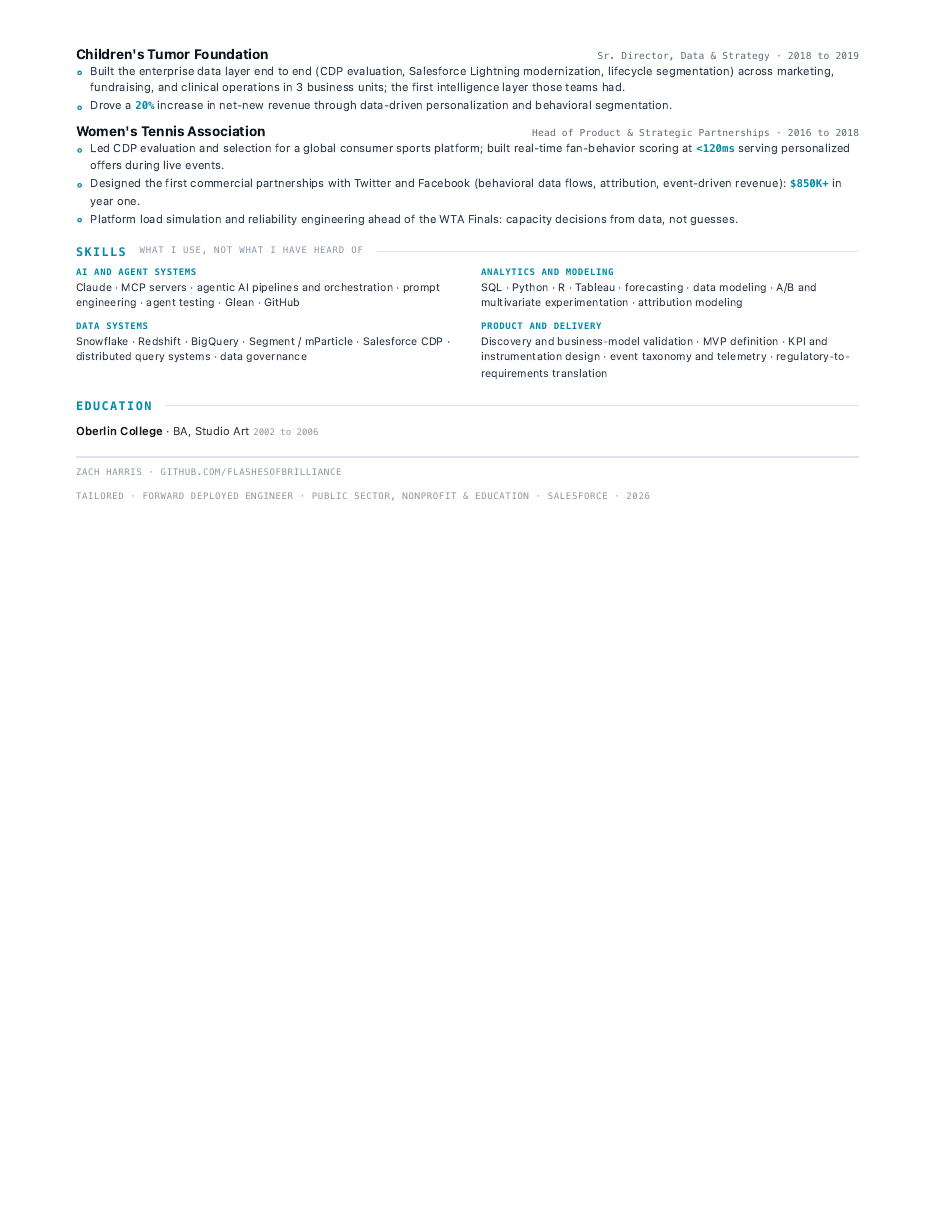 Children's Tumor Foundation Sr. Director, Data & Strategy · 2018 to 2019
Built the enterprise data layer end to end (CDP evaluation, Salesforce Lightning modernization, lifecycle segmentation) across marketing,
fundraising, and clinical operations in 3 business units; the first intelligence layer those teams had.
Drove a 20% increase in net-new revenue through data-driven personalization and behavioral segmentation.
Women's Tennis Association Head of Product & Strategic Partnerships · 2016 to 2018
Led CDP evaluation and selection for a global consumer sports platform; built real-time fan-behavior scoring at <120ms serving personalized
offers during live events.
Designed the first commercial partnerships with Twitter and Facebook (behavioral data flows, attribution, event-driven revenue): $850K+ in
year one.
Platform load simulation and reliability engineering ahead of the WTA Finals: capacity decisions from data, not guesses.
SKILLS WHAT I USE, NOT WHAT I HAVE HEARD OF
AI AND AGENT SYSTEMS
Claude · MCP servers · agentic AI pipelines and orchestration · prompt
engineering · agent testing · Glean · GitHub
ANALYTICS AND MODELING
SQL · Python · R · Tableau · forecasting · data modeling · A/B and
multivariate experimentation · attribution modeling
DATA SYSTEMS
Snowflake · Redshift · BigQuery · Segment / mParticle · Salesforce CDP ·
distributed query systems · data governance
PRODUCT AND DELIVERY
Discovery and business-model validation · MVP definition · KPI and
instrumentation design · event taxonomy and telemetry · regulatory-to-
requirements translation
EDUCATION
Oberlin College · BA, Studio Art 2002 to 2006
ZACH HARRIS · GITHUB.COM/FLASHESOFBRILLIANCE
TAILORED · FORWARD DEPLOYED ENGINEER · PUBLIC SECTOR, NONPROFIT & EDUCATION · SALESFORCE · 2026